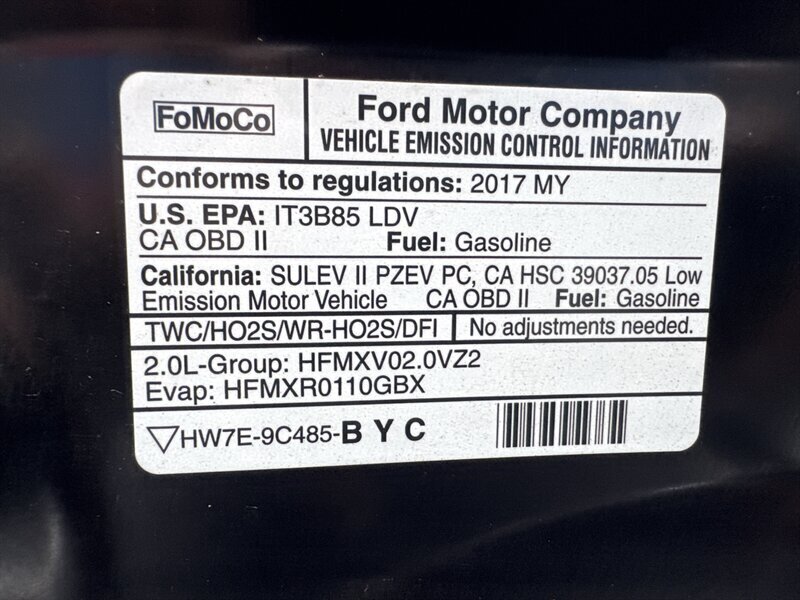 FoMoCo
Ford Motor Company
VEHICLE EMISSION CONTROL INFORMATION
Conforms to regulations: 2017 MY
U.S. EPA: IT3B85 LDV
CA OBD II Fuel: Gasoline
California: SULEV II PZEV PC, CA HSC 39037.05 Low
Emission Motor Vehicle CA OBD II Fuel: Gasoline
TWC/HO2S/WR-HO2S/DFI No adjustments needed.
2.0L-Group: HFMXV02.0VZ2
Evap: HFMXR0110GBX
▽HW7E-9C485-B Y C